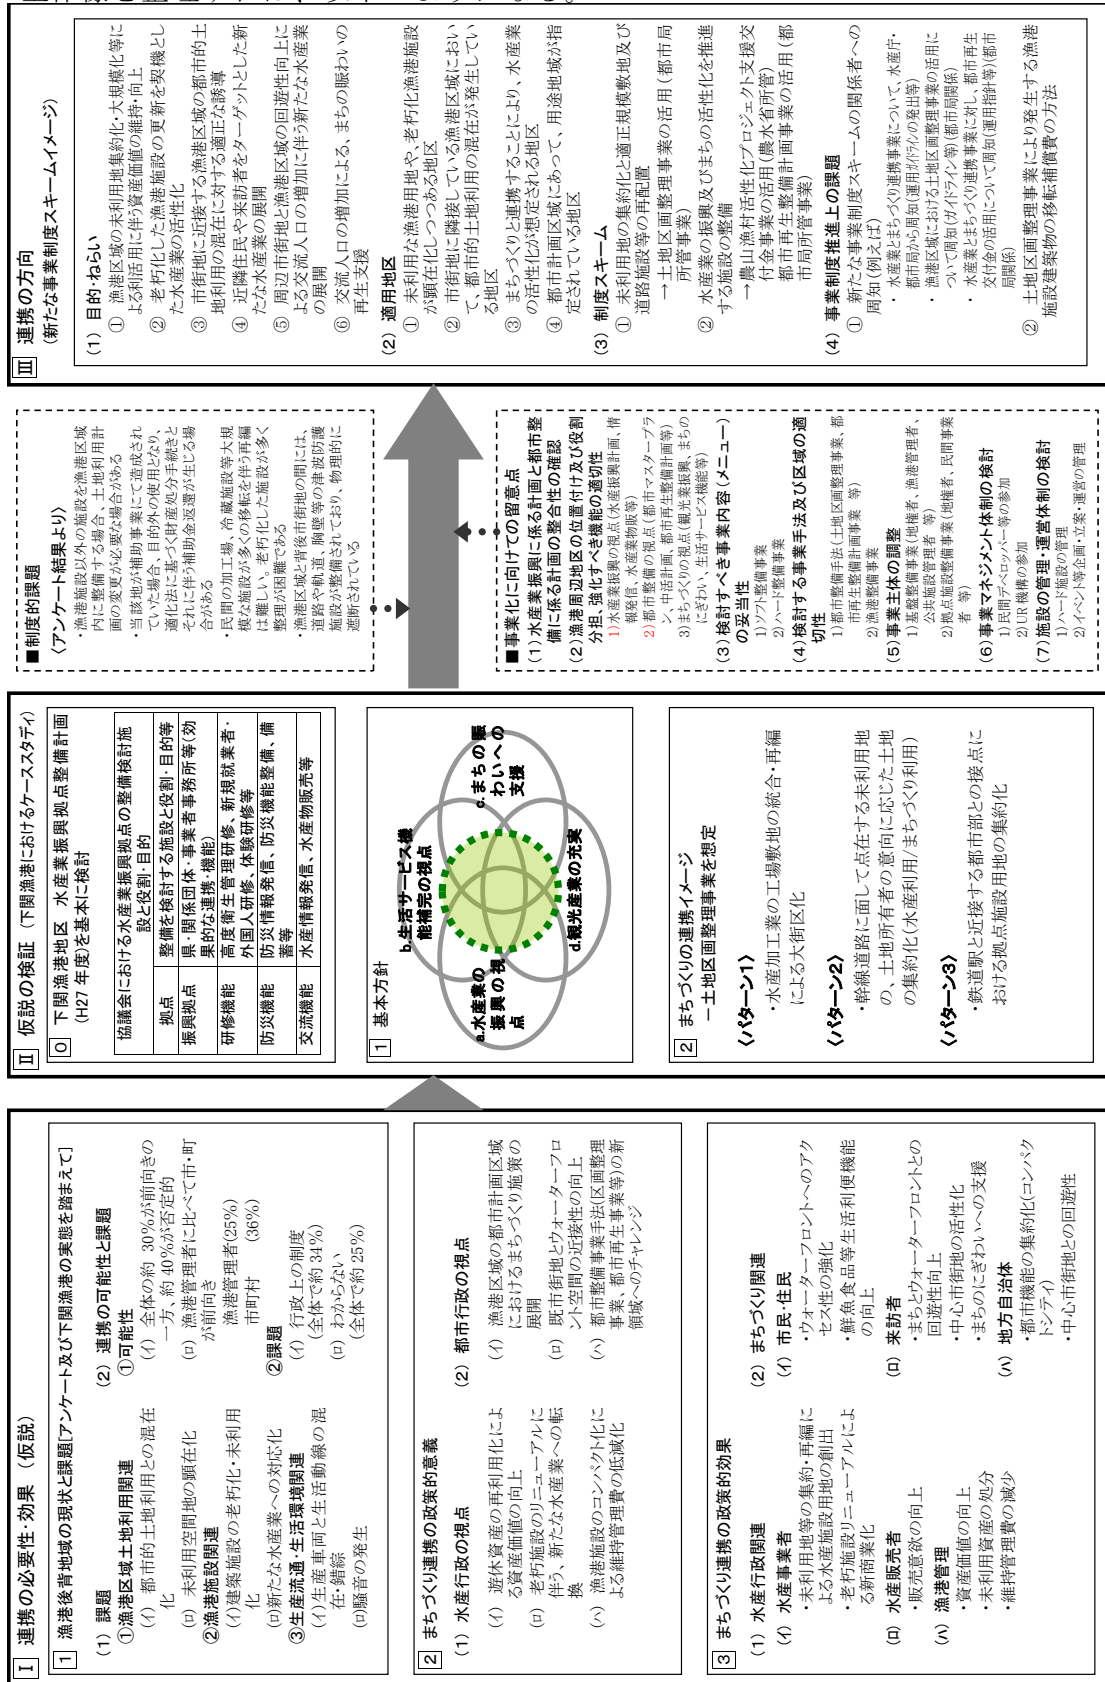 Ⅰ 連携の必要性・効果 （仮説）
1 漁港後背地域の現状と課題[アンケート及び下関漁港の実態を踏まえて]
(1) 課題
①漁港区域土地利用関連
(イ) 都市的土地利用との混在
化
(ロ) 未利用空間地の顕在化
②漁港施設関連
(イ)建築施設の老朽化・未利用
化
(ロ)新たな水産業への対応化
③生産流通・生活環境関連
(イ)生産車両と生活動線の混
在・錯綜
(ロ)騒音の発生
(2) 連携の可能性と課題
①可能性
(イ) 全体の約 30%が前向きの
一方、約 40%が否定的
(ロ) 漁港管理者に比べて市・町
が前向き
漁港管理者(25%)
市町村 (36%)
②課題
(イ) 行政上の制度
(全体で約 34%)
(ロ) わからない
(全体で約 25%)
2 まちづくり連携の政策的意義
(1) 水産行政の視点
(イ) 遊休資産の再利用化によ
る資産価値の向上
(ロ) 老朽施設のリニューアルに
伴う、新たな水産業への転
換
(ハ) 漁港施設のコンパクト化に
よる維持管理費の低減化
(2) 都市行政の視点
(イ) 漁港区域の都市計画区域
におけるまちづくり施策の
展開
(ロ) 既市街地とウォーターフロ
ント空間の近接性の向上
(ハ) 都市整備事業手法(区画整理
事業、都市再生事業等)の新
領域へのチャレンジ
3 まちづくり連携の政策的効果
(1) 水産行政関連
(イ) 水産事業者
・未利用地等の集約・再編に
よる水産施設用地の創出
・老朽施設リニューアルによ
る新商業化
(ロ) 水産販売者
・販売意欲の向上
(ハ) 漁港管理
・資産価値の向上
・未利用資産の処分
・維持管理費の減少
(2) まちづくり関連
(イ) 市民・住民
・ウォーターフロントへのアク
セス性の強化
・鮮魚食品等生活利便機能
の向上
(ロ) 来訪者
・まちとウォーターフロントとの
回遊性向上
・中心市街地の活性化
・まちのにぎわいへの支援
(ハ) 地方自治体
・都市機能の集約化(コンパク
トシティ)
・中心市街地との回遊性
Ⅱ 仮説の検証 （下関漁港におけるケーススタディ）
0 下関漁港地区 水産業振興拠点整備計画
(H27 年度を基本に検討
協議会における水産業振興拠点の整備検討施
設と役割・目的
拠点 整備を検討する施設と役割・目的等
振興拠点 県・関係団体・事業者事務所等(効
果的な連携・機能)
研修機能 高度衛生管理研修、新規就業者・
外国人研修、体験研修等
防災機能 防災情報発信、防災機能整備、備
蓄等
交流機能 水産情報発信、水産物販売等
1 基本方針
b.生活サービス機
能補完の視点
a.水産業の
振興の視
点
c.まちの賑
わいへの
支援
d.観光産業の充実
2 まちづくりの連携イメージ
ー土地区画整理事業を想定
〈パターン1〉
・水産加工業の工場敷地の統合・再編
による大街区化
〈パターン2〉
・幹線道路に面して点在する未利用地
の、土地所有者の意向に応じた土地
の集約化(水産利用/まちづくり利用)
〈パターン3〉
・鉄道駅と近接する都市部との接点に
おける拠点施設用地の集約化
■制度的課題
〈アンケート結果より〉
・漁港施設以外の施設を漁港区域
内に整備する場合、土地利用計
画の変更が必要な場合がある
・当該地が補助事業にて造成され
ていた場合、目的外の使用となり、
適化法に基づく財産処分手続きと
それに伴う補助金返還が生じる場
合がある
・民間の加工場、冷蔵施設等大規
模な施設が多くの移転を伴う再編
は難しい。老朽化した施設が多く
整理が困難である
・漁港区域と背後市街地の間には、
道路や軌道、胸壁等の津波防護
施設が整備されており、物理的に
遮断されている
■事業化に向けての留意点
(1)水産業振興に係る計画と都市整
備に係る計画の整合性の確認
(2)漁港周辺地区の位置付け及び役割
分担、強化すべき機能の適切性
1)水産業振興の視点(水産振興計画、情
報発信、水産業物販等)
2)都市整備の視点（都市マスタープラ
ン、中活計画、都市再生整備計画等）
3)まちづくりの視点（観光業振興、まちの
にぎわい、生活サービス機能等）
(3)検討すべき事業内容(メニュー)
の妥当性
1)ソフト整備事業
2)ハード整備事業
(4)検討する事業手法及び区域の適
切性
1)都市整備手法(土地区画整理事業、都
市再生整備計画事業 等)
2)漁港整備事業
(5)事業主体の調整
1)基盤整備事業(地権者、漁港管理者、
公共施設管理者 等)
2)拠点施設整備事業(地権者、民間事業
者 等)
(6)事業マネジメント体制の検討
1)民間デベロッパー等の参加
2)UR 機構の参加
(7)施設の管理・運営体制の検討
1)ハード施設の管理
2)イベント等企画・立案・運営の管理
Ⅲ 連携の方向
(新たな事業制度スキームイメージ)
(1) 目的・ねらい
① 漁港区域の未利用地集約化・大規模化等に
よる利活用に伴う資産価値の維持・向上
② 老朽化した漁港施設の更新を契機とし
た水産業の活性化
③ 市街地に近接する漁港区域の都市的土
地利用の混在に対する適正な誘導
④ 近隣住民や来訪者をターゲットとした新
たな水産業の展開
⑤ 周辺市街地と漁港区域の回遊性向上に
よる交流人口の増加に伴う新たな水産業
の展開
⑥ 交流人口の増加による、まちの賑わいの
再生支援
(2) 適用地区
① 未利用な漁港用地や、老朽化漁港施設
が顕在化しつつある地区
② 市街地に隣接している漁港区域におい
て、都市的土地利用の混在が発生してい
る地区
③ まちづくりと連携することにより、水産業
の活性化が想定される地区
④ 都市計画区域にあって、用途地域が指
定されている地区
(3) 制度スキーム
① 未利用地の集約化と適正規模敷地及び
道路施設等の再配置
→土地区画整理事業の活用（都市局
所管事業）
② 水産業の振興及びまちの活性化を推進
する施設の整備
→農山漁村活性化プロジェクト支援交
付金事業の活用（農水省所管）
都市再生整備計画事業の活用（都
市局所管事業）
(4) 事業制度推進上の課題
① 新たな事業制度スキームの関係者への
周知（例えば）
・ 水産業とまちづくり連携事業について、水産庁・
都市局から周知(運用ガイドラインの発出等)
・ 漁港区域における土地区画整理事業の活用に
ついて周知(ガイドライン等)(都市局関係)
・ 水産業とまちづくり連携事業に対し、都市再生
交付金の活用について周知(運用指針等)(都市
局関係)
② 土地区画整理事業により発生する漁港
施設建築物の移転補償費の方法